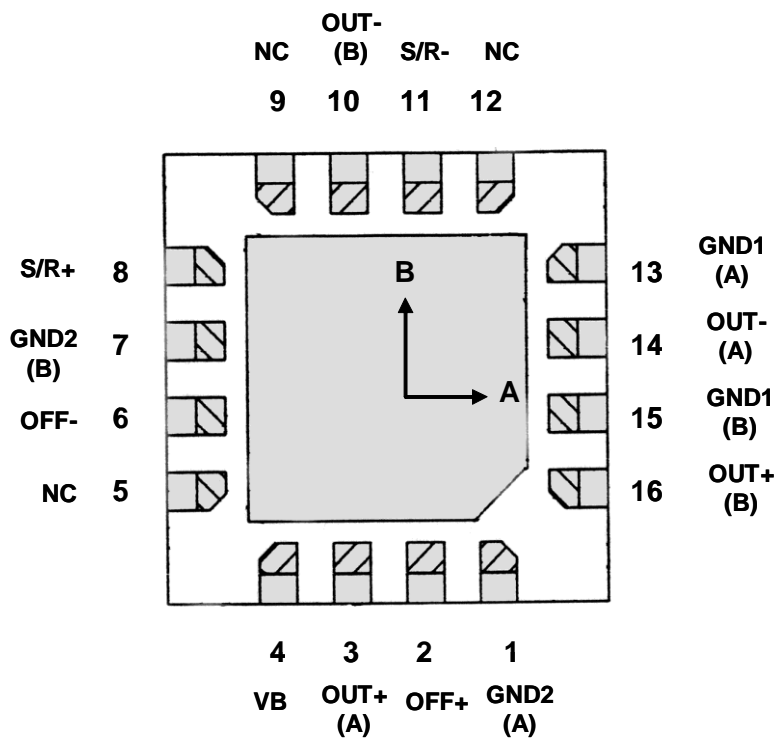 OUT-
NC (B) S/R- NC
9 10 11 12
S/R+ 8
GND2 7
(B)
OFF- 6
NC 5
B
A
13 GND1
(A)
14 OUT-
(A)
15 GND1
(B)
16 OUT+
(B)
4 3 2 1
VB OUT+ OFF+ GND2
(A) (A)